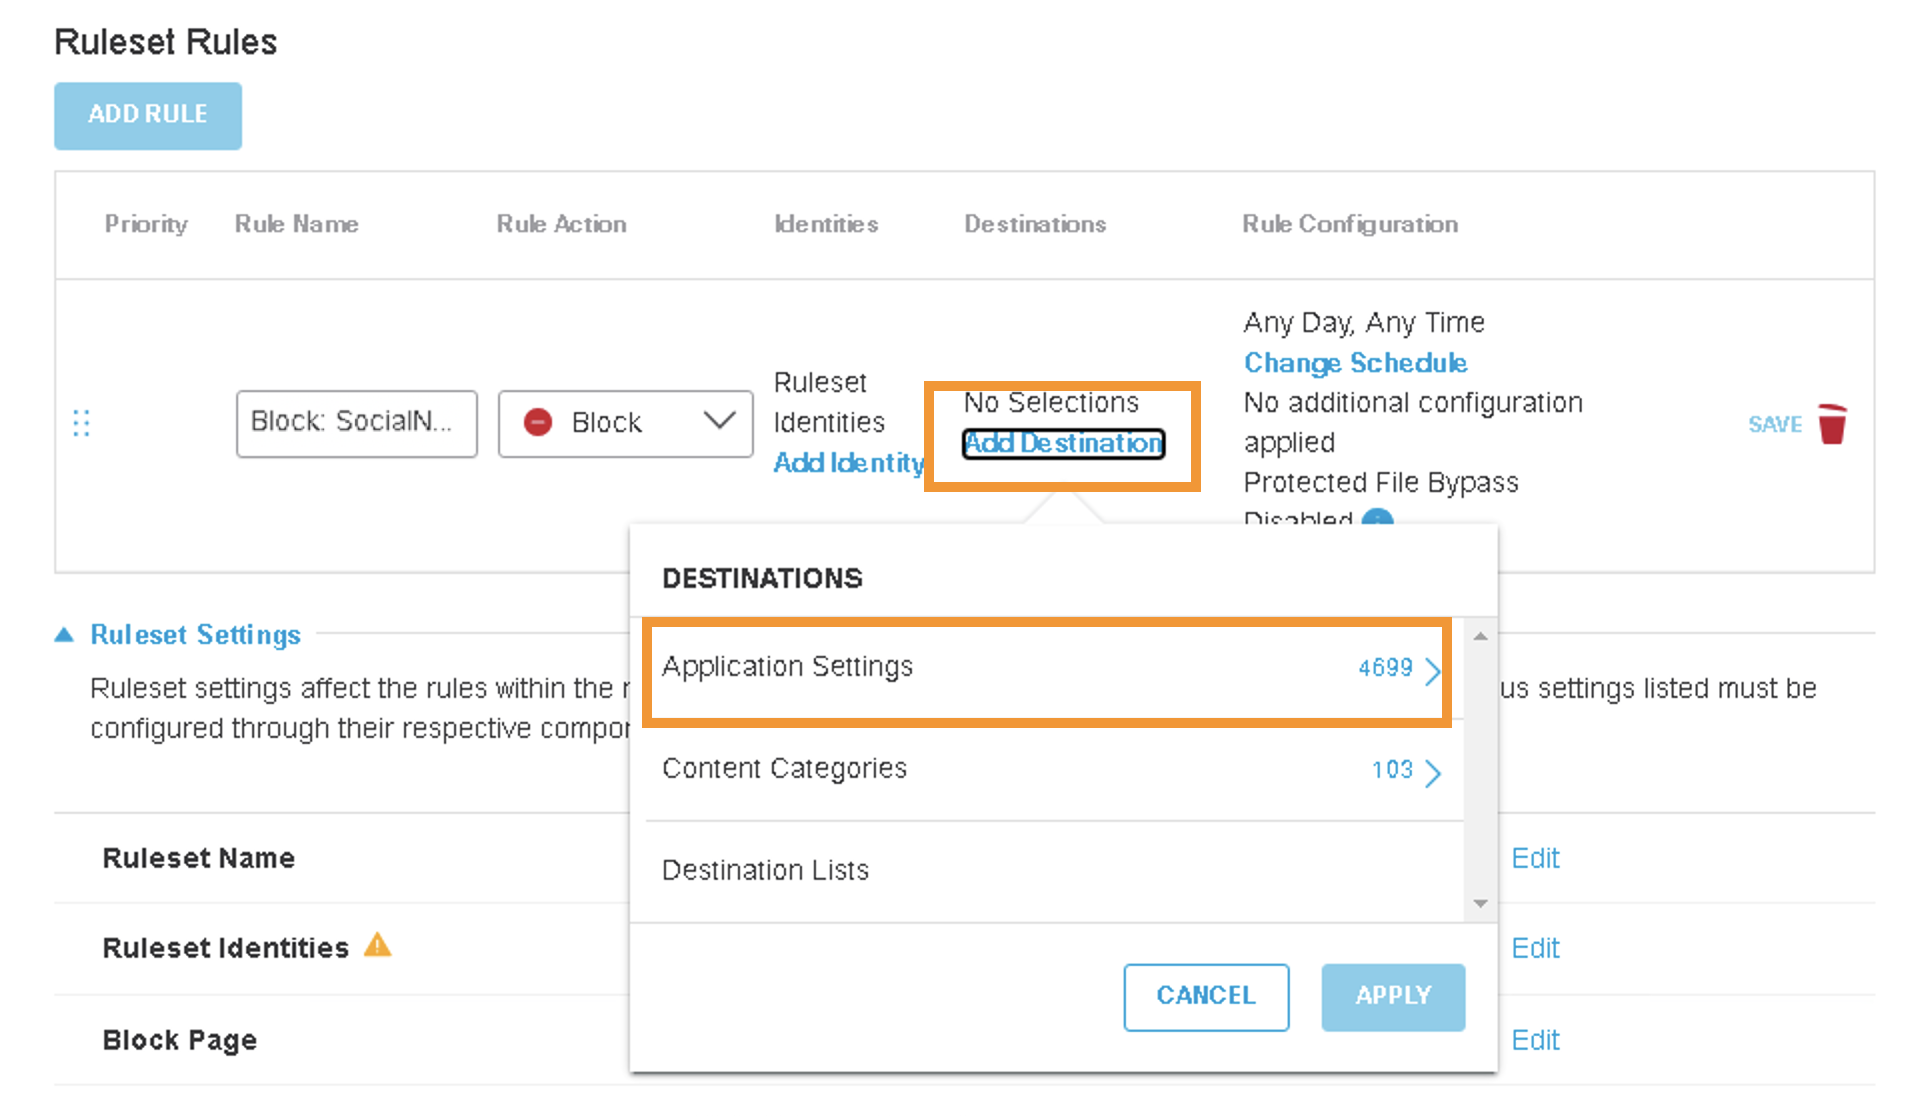 Ruleset Rules
ADD RULE
Priority Rule Name Rule Action Identities Destinations Rule Configuration
Block: SocialN...
Block
Ruleset
Identities
Add Identity
No Selections
Add Destination
Any Day, Any Time
Change Schedule
No additional configuration
applied
Protected File Bypass
Disabled
SAVE
DESTINATIONS
Application Settings 4699
Content Categories 103
Destination Lists
CANCEL APPLY
Ruleset Settings
Ruleset settings affect the rules within the
us settings listed must be
configured through their respective compo
Ruleset Name Edit
Ruleset Identities Edit
Block Page Edit